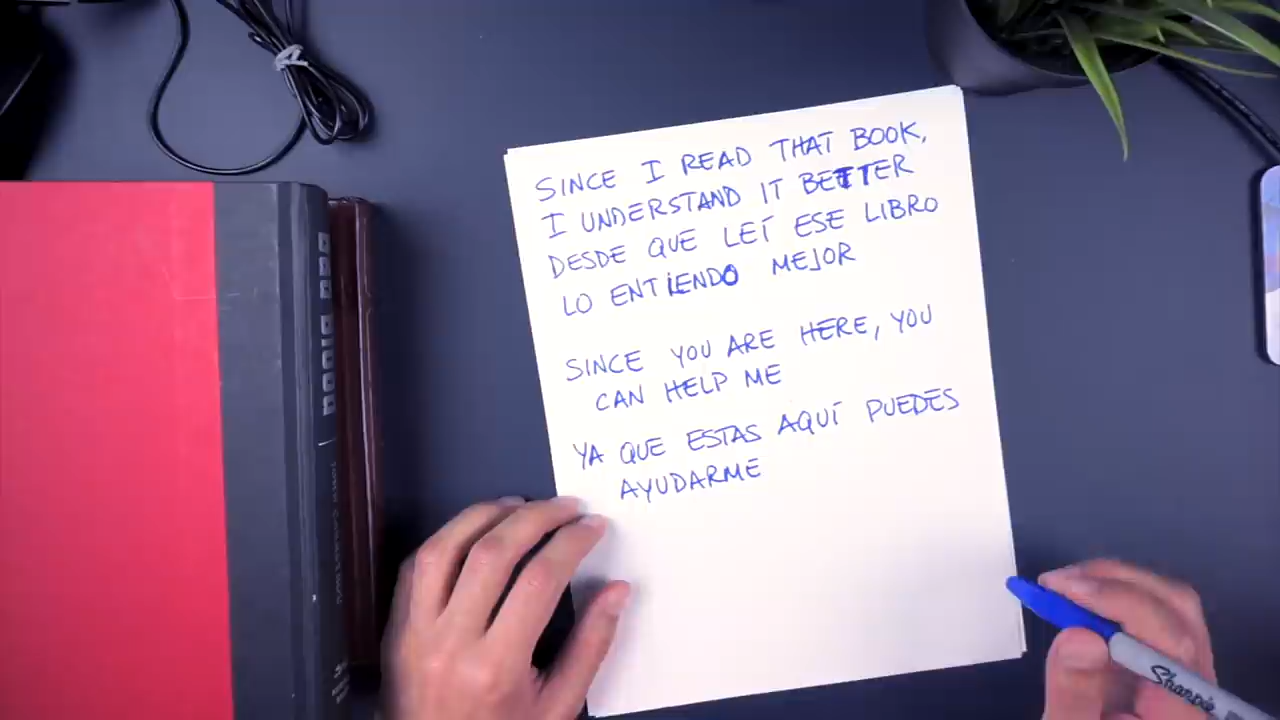 SINCE I READ THAT BOOK,
I UNDERSTAND IT BETTER
DESDE QUE LEÍ ESE LIBRO
LO ENTIENDO MEJOR
SINCE YOU ARE HERE, YOU
CAN HELP ME
YA QUE ESTAS AQUÍ PUEDES
AYUDARME
Sharpie